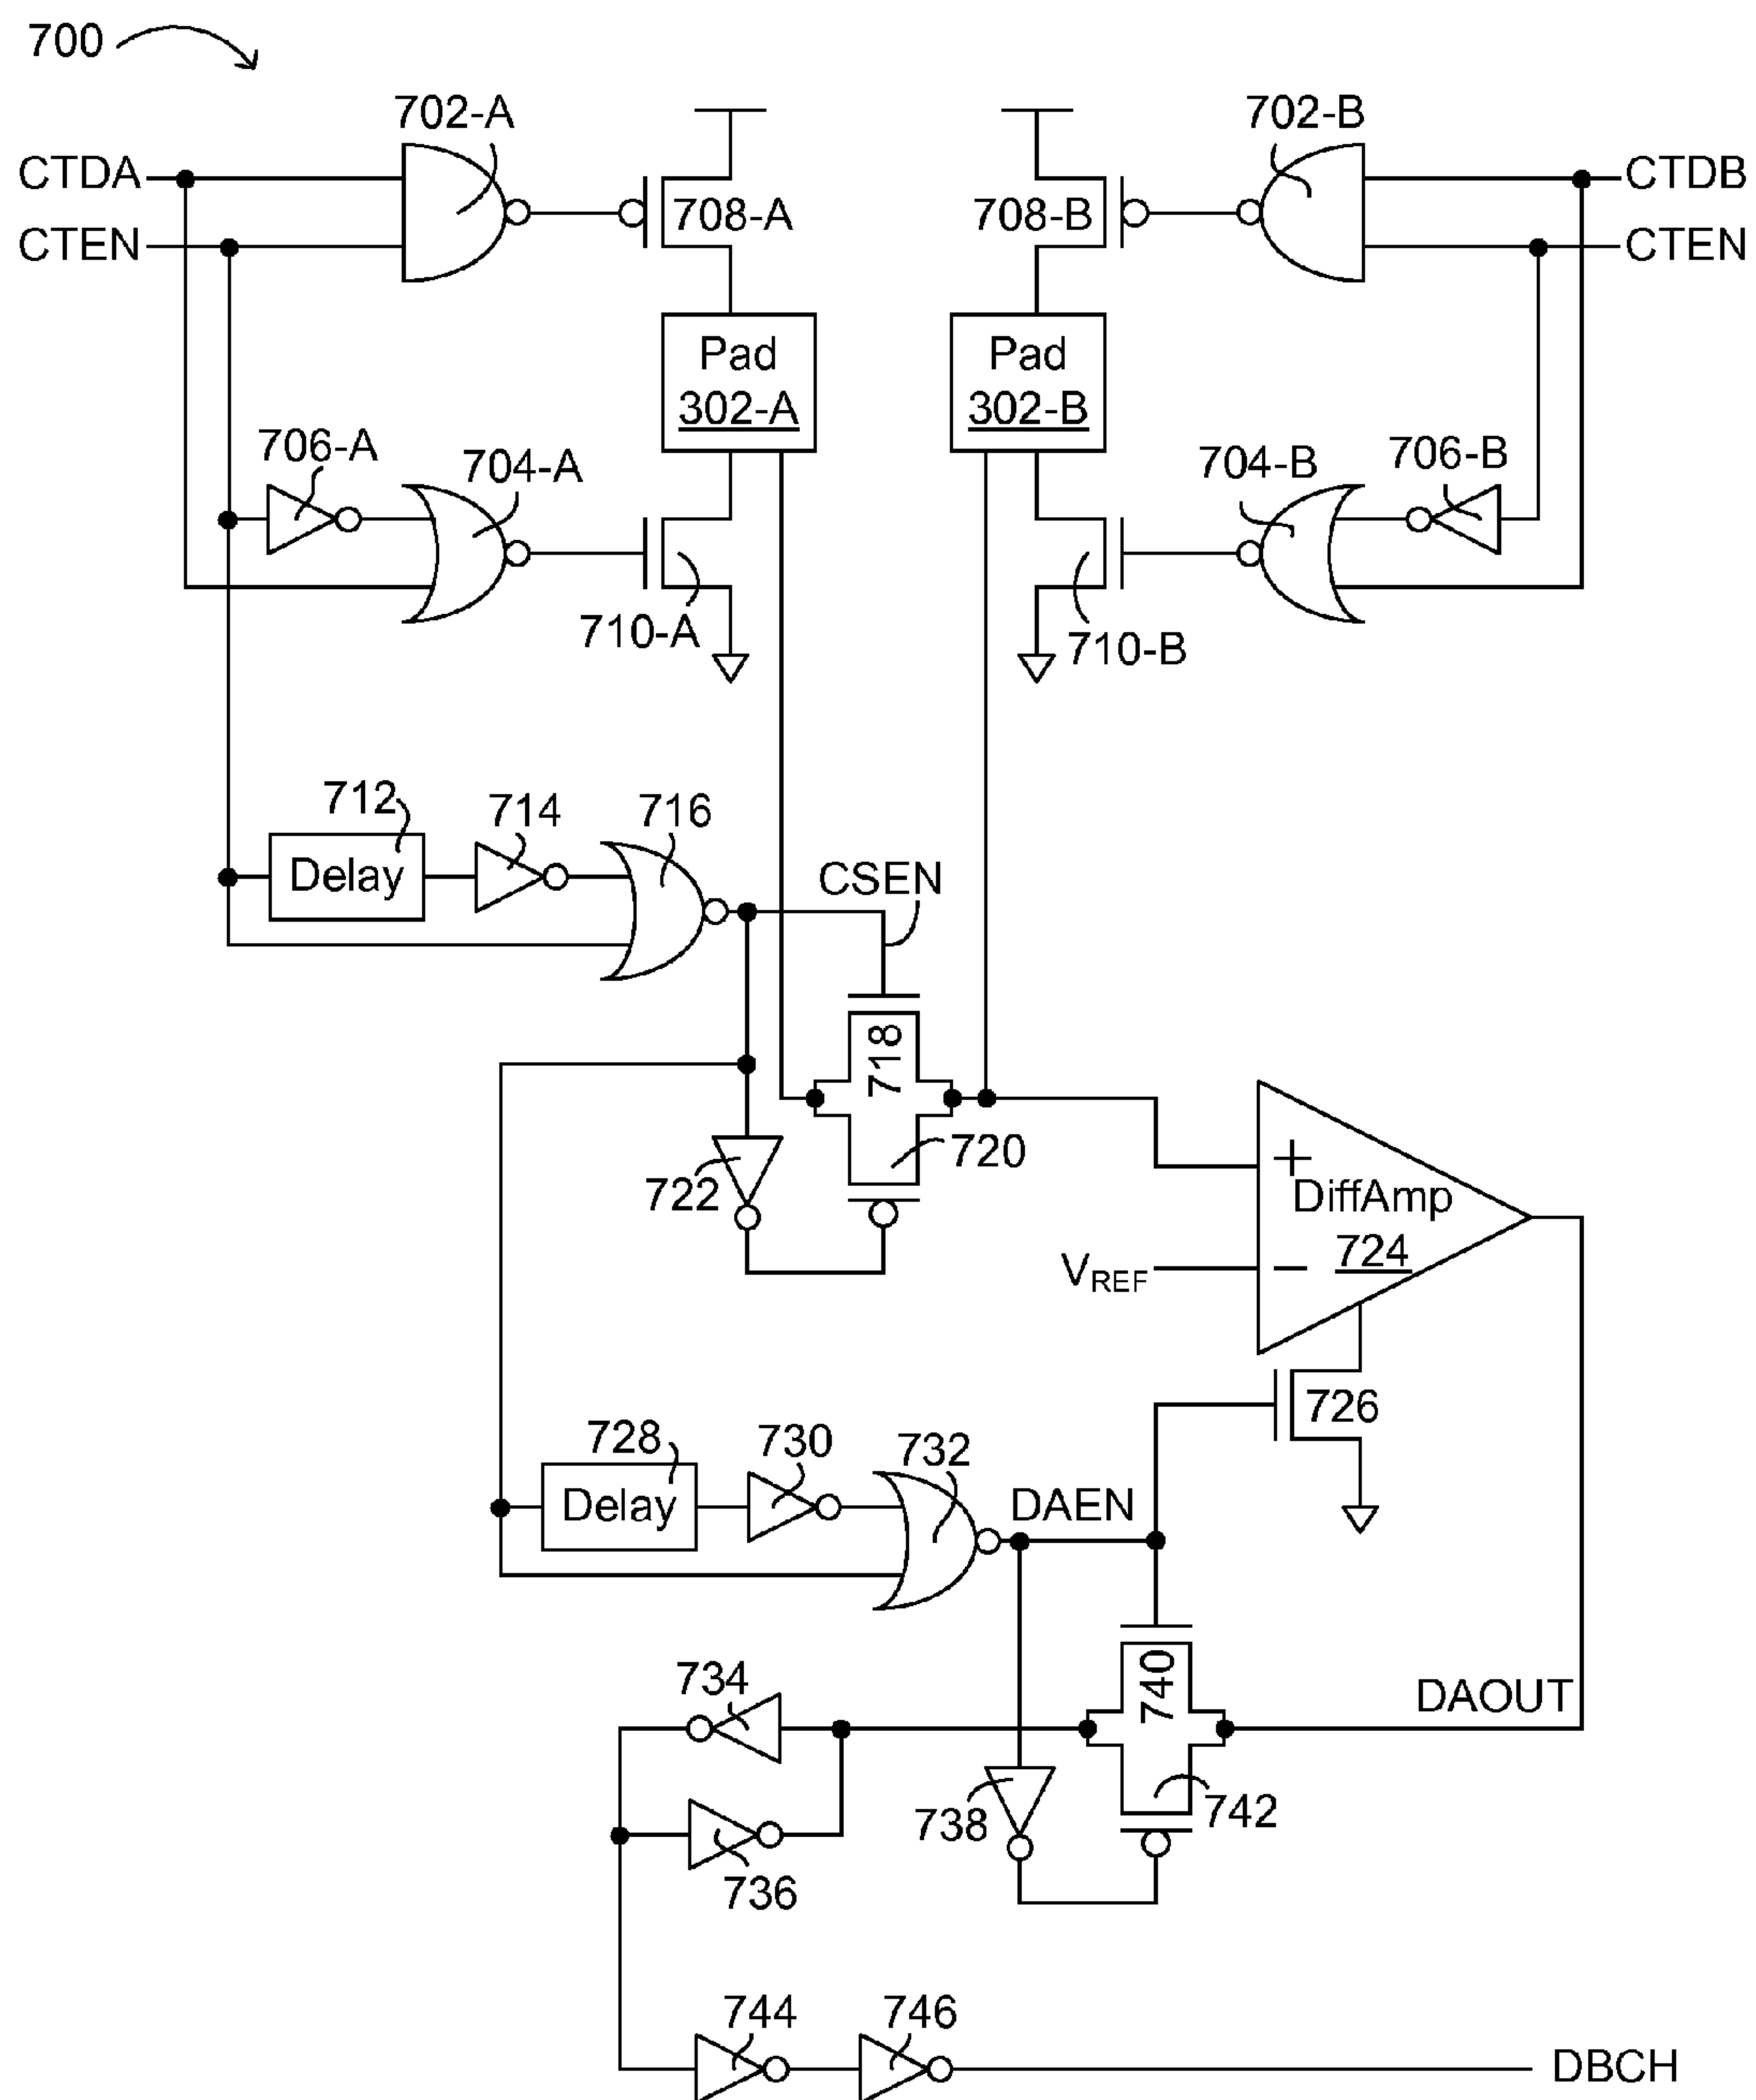 700
702-A
702-B
CTDA
CTDB
CTEN
CTEN
708-A
708-B
Pad
302-A
Pad
302-B
706-A
704-A
704-B
706-B
710-A
710-B
712
714
716
Delay
CSEN
718
720
722
DiffAmp
724
+
−
VREF
726
728
730
732
Delay
DAEN
734
740
DAOUT
736
738
742
744
746
DBCH